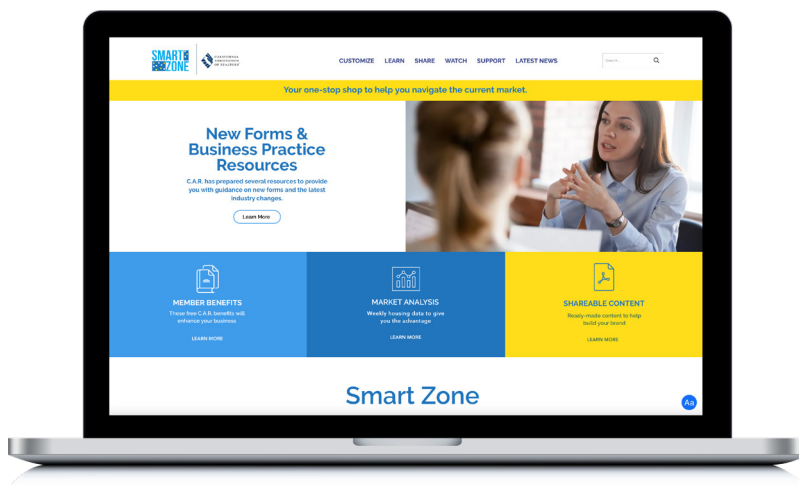 SMART
ZONE
CALIFORNIA
ASSOCIATION
OF REALTORS
CUSTOMIZE LEARN SHARE WATCH SUPPORT LATEST NEWS
Search...
Your one-stop shop to help you navigate the current market.
New Forms &
Business Practice
Resources
C.A.R. has prepared several resources to provide
you with guidance on new forms and the latest
industry changes.
Learn More
MEMBER BENEFITS
These free C.A.R. benefits will
enhance your business
LEARN MORE
MARKET ANALYSIS
Weekly housing data to give
you the advantage
LEARN MORE
SHAREABLE CONTENT
Ready-made content to help
build your brand
LEARN MORE
Smart Zone
Aa